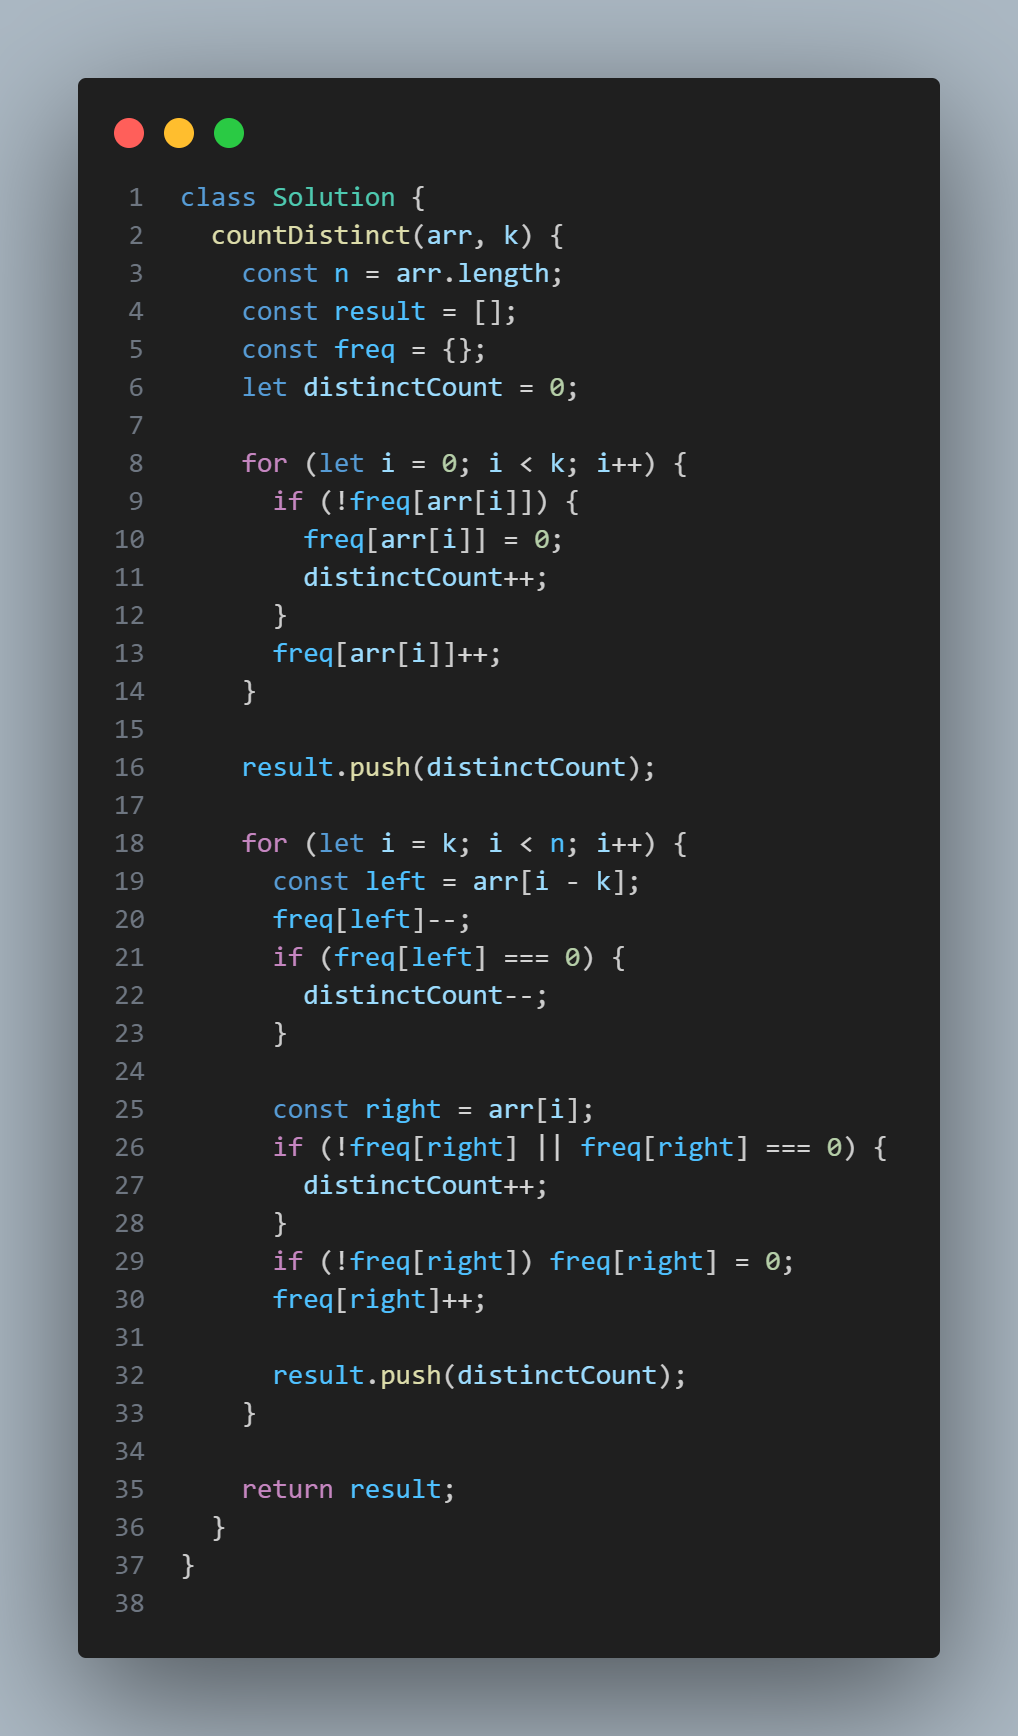 1 class Solution {
2   countDistinct(arr, k) {
3     const n = arr.length;
4     const result = [];
5     const freq = {};
6     let distinctCount = 0;
7
8     for (let i = 0; i < k; i++) {
9       if (!freq[arr[i]]) {
10         freq[arr[i]] = 0;
11         distinctCount++;
12       }
13       freq[arr[i]]++;
14     }
15
16     result.push(distinctCount);
17
18     for (let i = k; i < n; i++) {
19       const left = arr[i - k];
20       freq[left]--;
21       if (freq[left] === 0) {
22         distinctCount--;
23       }
24
25       const right = arr[i];
26       if (!freq[right] || freq[right] === 0) {
27         distinctCount++;
28       }
29       if (!freq[right]) freq[right] = 0;
30       freq[right]++;
31
32       result.push(distinctCount);
33     }
34
35     return result;
36   }
37 }
38